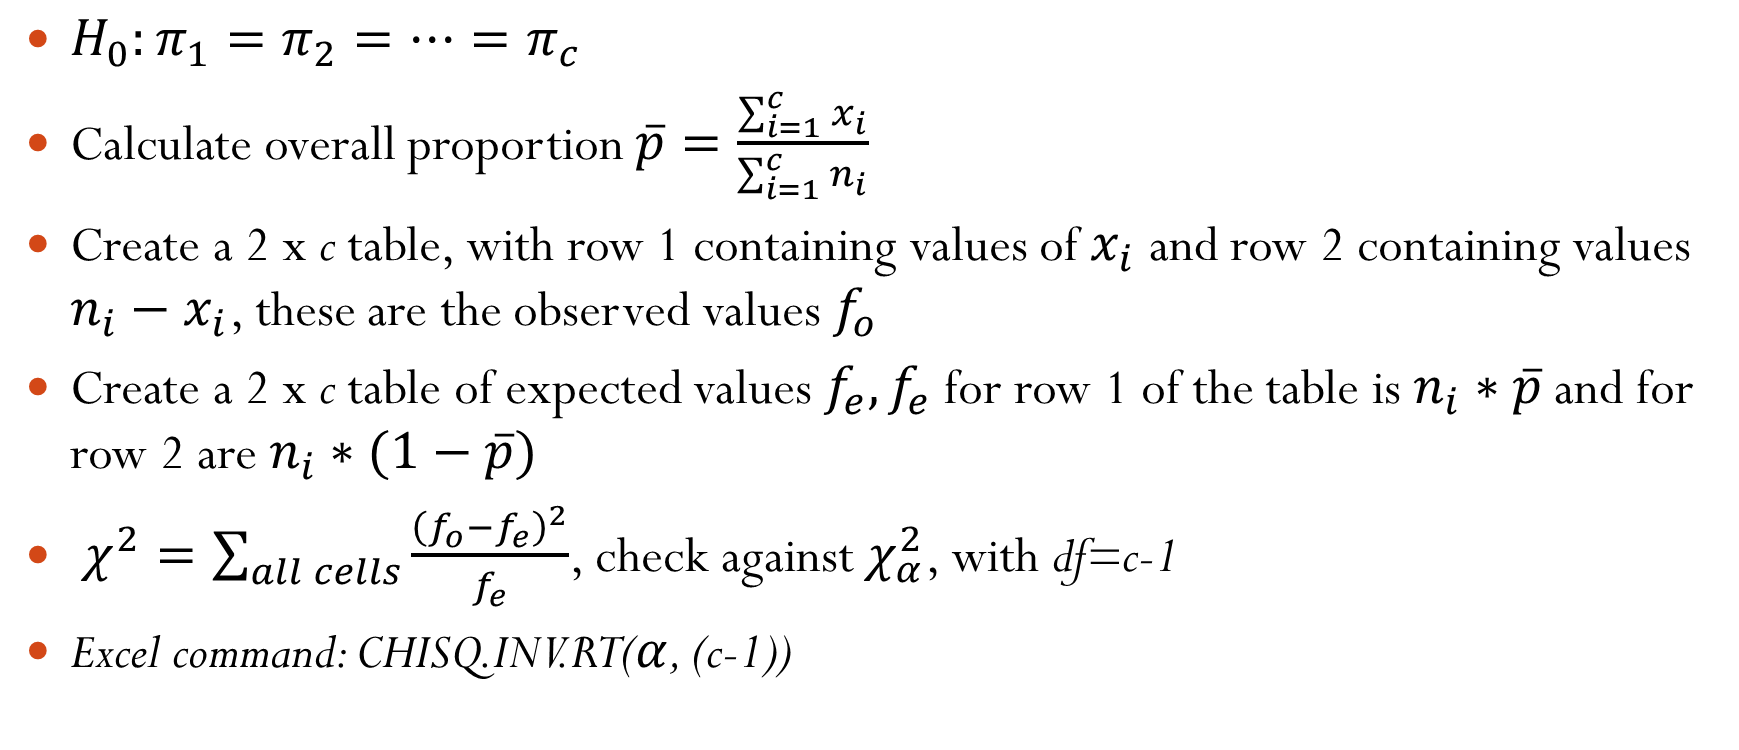 • H₀: π₁ = π₂ = ⋯ = π_c
• Calculate overall proportion p̄ = (∑_{i=1}^{c} x_i)/(∑_{i=1}^{c} n_i)
• Create a 2 x c table, with row 1 containing values of x_i and row 2 containing values
n_i − x_i, these are the observed values f_o
• Create a 2 x c table of expected values f_e, f_e for row 1 of the table is n_i * p̄ and for
row 2 are n_i * (1 − p̄)
• χ² = ∑_{all cells} (f_o−f_e)²/f_e, check against χ²_α, with df=c-1
• Excel command: CHISQ.INV.RT(α, (c-1))